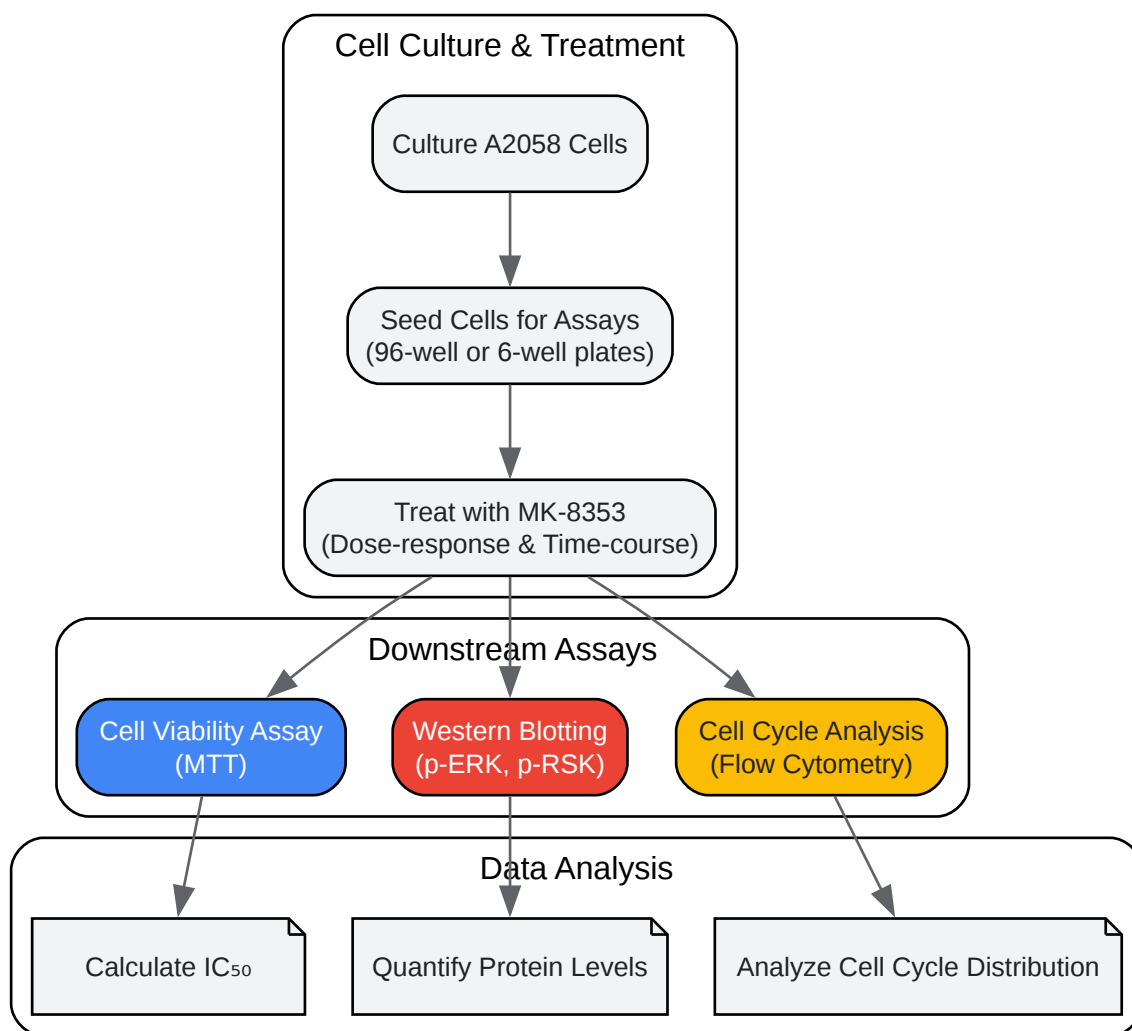 Cell Culture & Treatment
Culture A2058 Cells
Seed Cells for Assays
(96-well or 6-well plates)
Treat with MK-8353
(Dose-response & Time-course)
Downstream Assays
Cell Viability Assay
(MTT)
Western Blotting
(p-ERK, p-RSK)
Cell Cycle Analysis
(Flow Cytometry)
Data Analysis
Calculate IC₅₀
Quantify Protein Levels
Analyze Cell Cycle Distribution